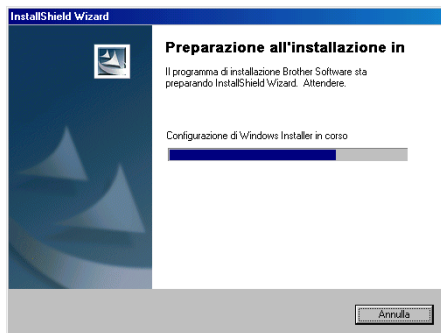 InstallShield Wizard
Preparazione all'installazione in
Il programma di installazione Brother Software sta
preparando InstallShield Wizard. Attendere.
Configurazione di Windows Installer in corso
Annulla